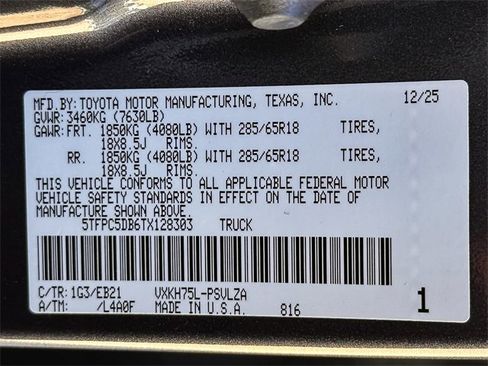 MFD.BY: TOYOTA MOTOR MANUFACTURING, TEXAS, INC. 12/25
GVWR: 3460KG (7630LB)
GAWR: FRT. 1850KG (4080LB) WITH 285/65R18 TIRES,
18X8.5J RIMS.
RR. 1850KG (4080LB) WITH 285/65R18 TIRES,
18X8.5J RIMS.
THIS VEHICLE CONFORMS TO ALL APPLICABLE FEDERAL MOTOR
VEHICLE SAFETY STANDARDS IN EFFECT ON THE DATE OF
MANUFACTURE SHOWN ABOVE.
5TFPC5DB6TX128303 TRUCK
C/TR: 1G3/EB21 VXKH75L-PSVLZA
A/TM: /L4A0F MADE IN U.S.A. 816 1